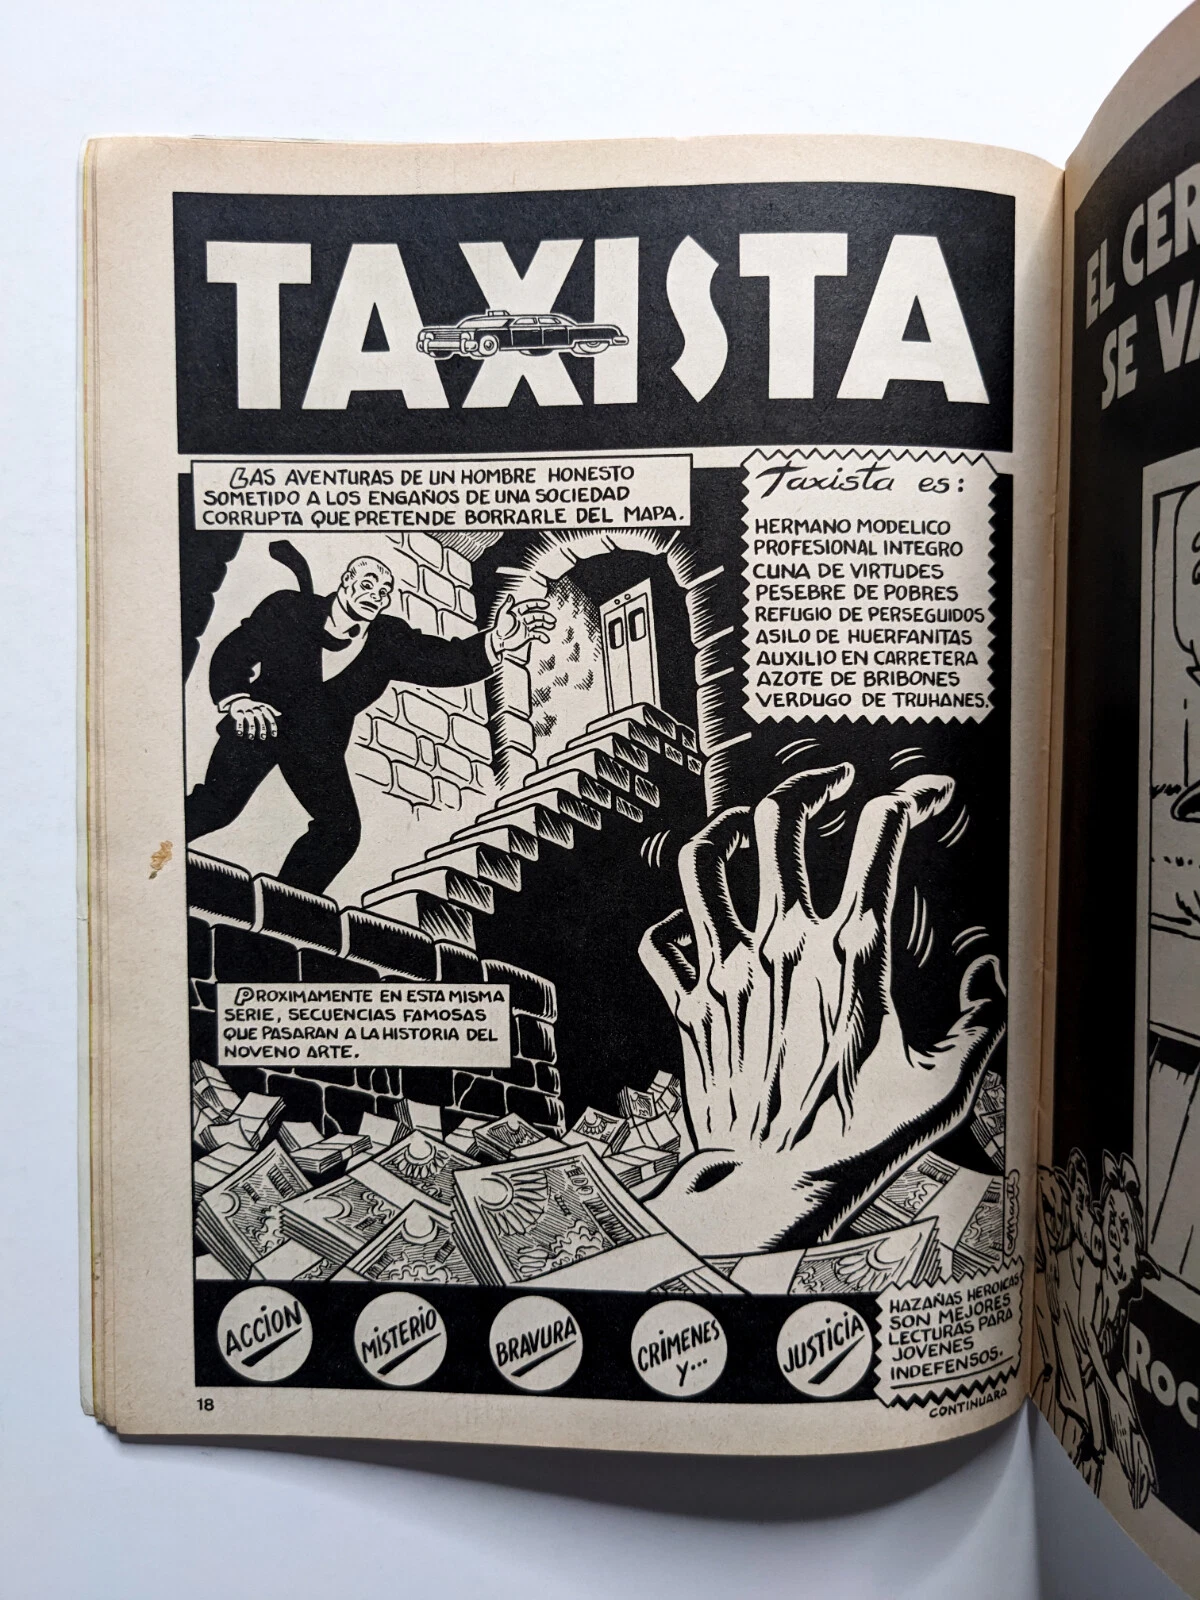 TAXISTA
LAS AVENTURAS DE UN HOMBRE HONESTO
SOMETIDO A LOS ENGAÑOS DE UNA SOCIEDAD
CORRUPTA QUE PRETENDE BORRARLE DEL MAPA.
Taxista es:
HERMANO MODELICO
PROFESIONAL INTEGRO
CUNA DE VIRTUDES
PESEBRE DE POBRES
REFUGIO DE PERSEGUIDOS
ASILO DE HUERFANITAS
AUXILIO EN CARRETERA
AZOTE DE BRIBONES
VERDUGO DE TRUHANES.
PROXIMAMENTE EN ESTA MISMA
SERIE, SECUENCIAS FAMOSAS
QUE PASARAN A LA HISTORIA DEL
NOVENO ARTE.
Martí
ACCION
MISTERIO
BRAVURA
CRÍMENES
y...
JUSTICIA
HAZAÑAS HEROICAS
SON MEJORES
LECTURAS PARA
JOVENES
INDEFENSOS.
CONTINUARA
18
EL CER
SE VA
ROC